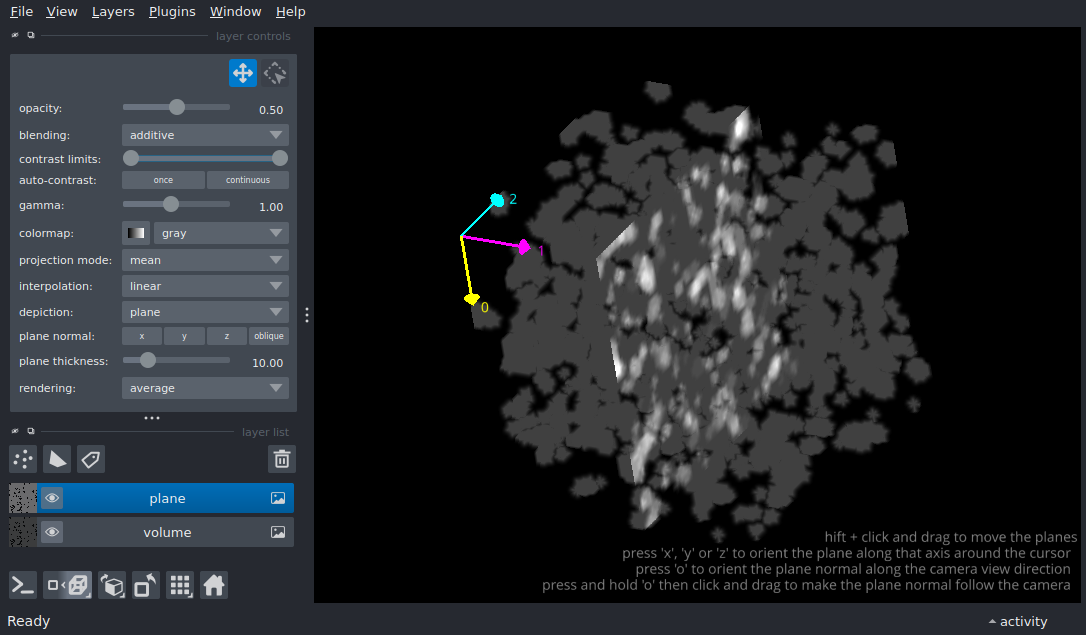 File View Layers Plugins Window Help
layer controls
opacity: 0.50
blending: additive
contrast limits:
auto-contrast: once continuous
gamma: 1.00
colormap: gray
projection mode: mean
interpolation: linear
depiction: plane
plane normal: x y z oblique
plane thickness: 10.00
rendering: average
layer list
plane
volume
2
1
0
hift + click and drag to move the planes
press 'x', 'y' or 'z' to orient the plane along that axis around the cursor
press 'o' to orient the plane normal along the camera view direction
press and hold 'o' then click and drag to make the plane normal follow the camera
Ready
activity